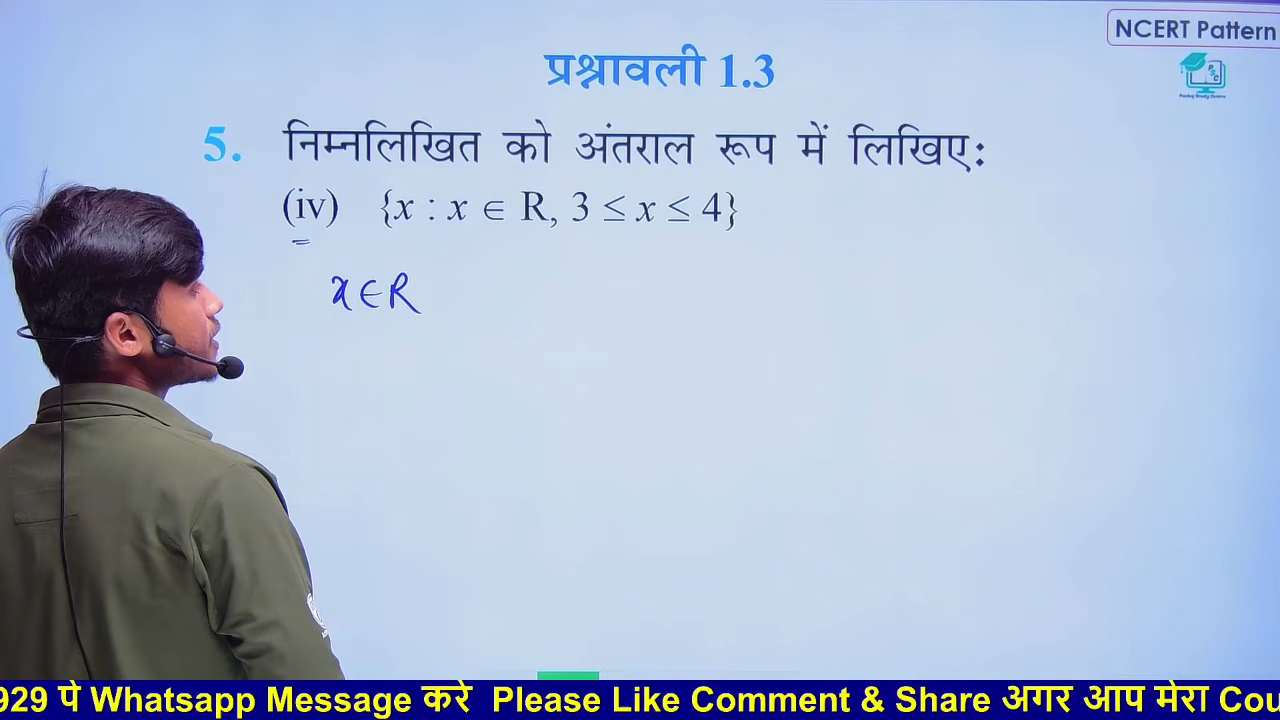 NCERT Pattern
प्रश्नावली 1.3
5. निम्नलिखित को अंतराल रूप में लिखिए:
(iv) {x : x ∈ R, 3 ≤ x ≤ 4}
x ∈ R
929 पे Whatsapp Message करे Please Like Comment & Share अगर आप मेरा Cou